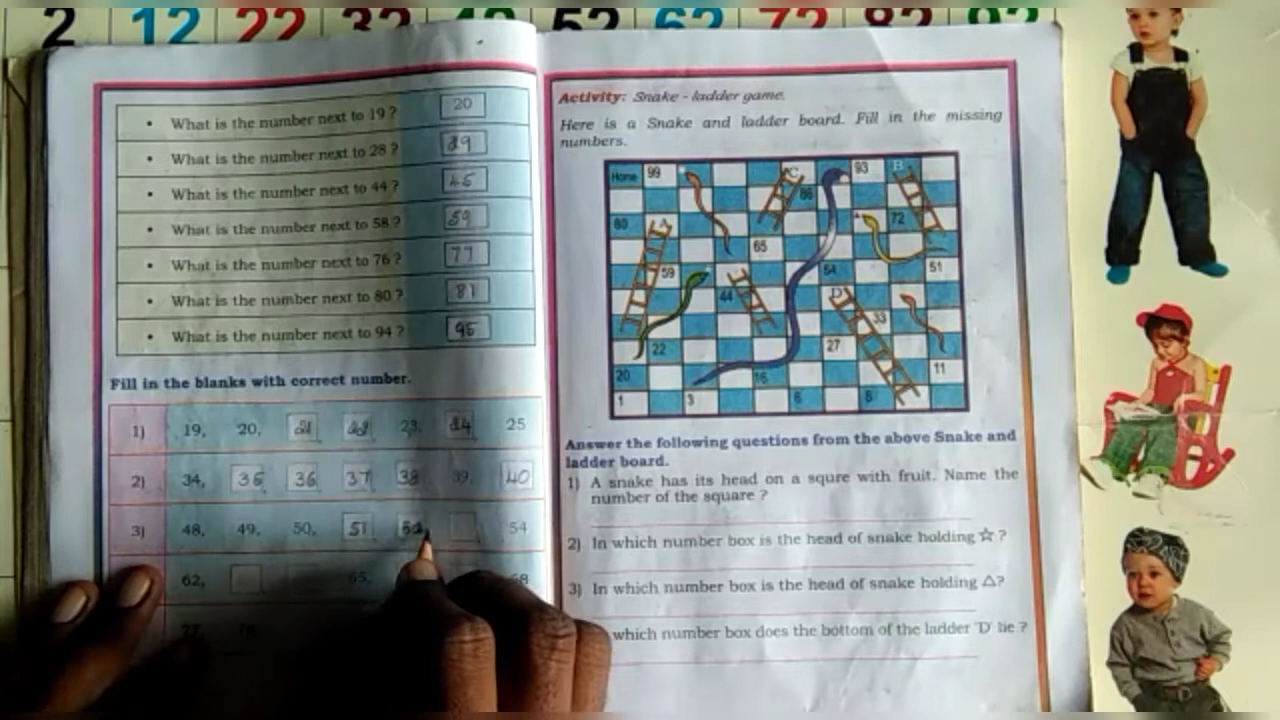 2 12 22 32 42 52 62 72 82 92
• What is the number next to 19 ? 20
• What is the number next to 28 ? 29
• What is the number next to 44 ? 45
• What is the number next to 58 ? 59
• What is the number next to 76 ? 77
• What is the number next to 80 ? 81
• What is the number next to 94 ? 95
Fill in the blanks with correct number.
1) 19, 20, 21 22 23, 24 25
2) 34, 35 36 37 38 39, 40
3) 48, 49, 50, 51 52 54
62, 65, 68
77, 78,
Activity: Snake - ladder game.
Here is a Snake and ladder board. Fill in the missing
numbers.
Home 99 C 93 B
86
80 A 72
65
59 54 51
44 D 33
22 27
20 16 11
1 3 6 8
Answer the following questions from the above Snake and
ladder board.
1) A snake has its head on a squre with fruit. Name the
number of the square ?
2) In which number box is the head of snake holding ☆ ?
3) In which number box is the head of snake holding △?
which number box does the bottom of the ladder 'D' lie ?